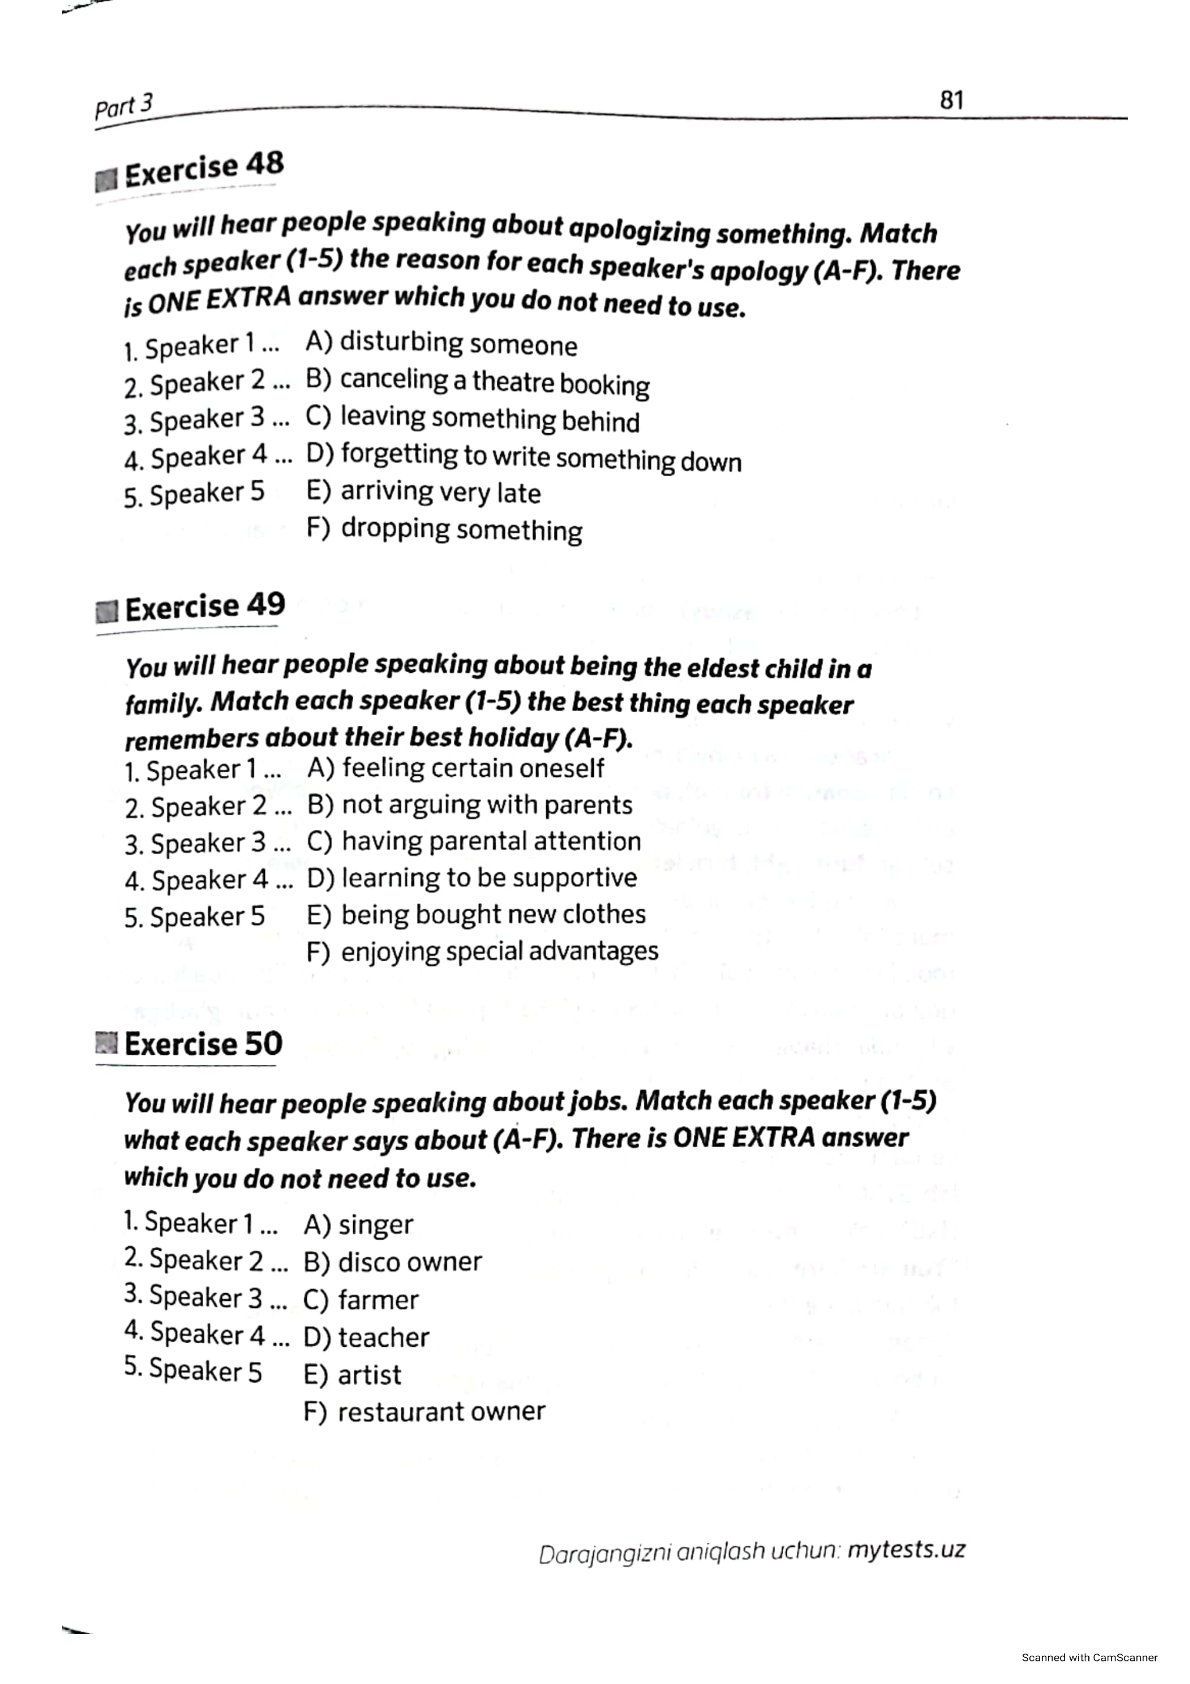 Part 3
81
Exercise 48
You will hear people speaking about apologizing something. Match
each speaker (1-5) the reason for each speaker's apology (A-F). There
is ONE EXTRA answer which you do not need to use.
1. Speaker 1 ... A) disturbing someone
2. Speaker 2 ... B) canceling a theatre booking
3. Speaker 3 ... C) leaving something behind
4. Speaker 4 ... D) forgetting to write something down
5. Speaker 5 E) arriving very late
F) dropping something
Exercise 49
You will hear people speaking about being the eldest child in a
family. Match each speaker (1-5) the best thing each speaker
remembers about their best holiday (A-F).
1. Speaker 1 ... A) feeling certain oneself
2. Speaker 2 ... B) not arguing with parents
3. Speaker 3 ... C) having parental attention
4. Speaker 4 ... D) learning to be supportive
5. Speaker 5 E) being bought new clothes
F) enjoying special advantages
Exercise 50
You will hear people speaking about jobs. Match each speaker (1-5)
what each speaker says about (A-F). There is ONE EXTRA answer
which you do not need to use.
1. Speaker 1 ... A) singer
2. Speaker 2 ... B) disco owner
3. Speaker 3 ... C) farmer
4. Speaker 4 ... D) teacher
5. Speaker 5 E) artist
F) restaurant owner
Darajangizni aniqlash uchun: mytests.uz
Scanned with CamScanner